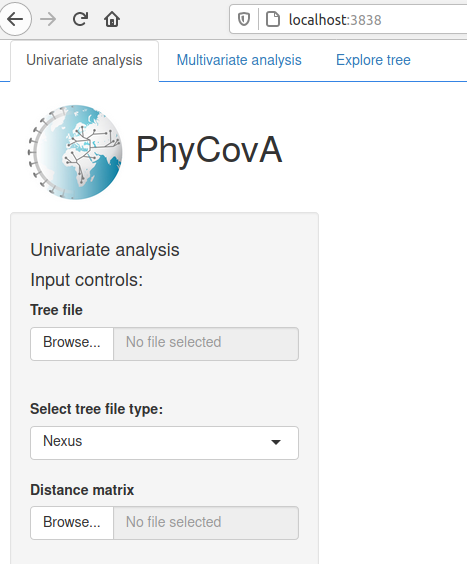 localhost:3838
Univariate analysis Multivariate analysis Explore tree
PhyCovA
Univariate analysis
Input controls:
Tree file
Browse... No file selected
Select tree file type:
Nexus
Distance matrix
Browse... No file selected